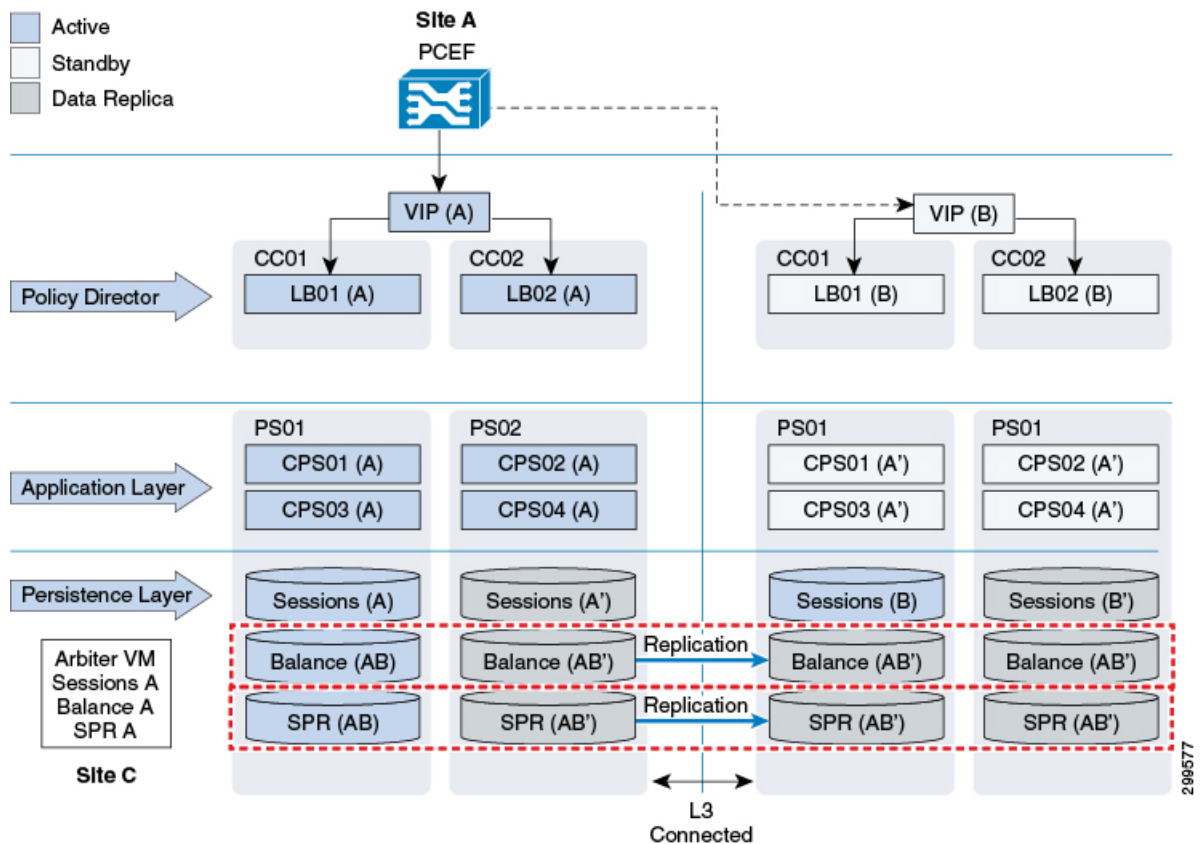 Active
Standby
Data Replica
Site A
PCEF
VIP (A)
VIP (B)
CC01
CC02
CC01
CC02
Policy Director
LB01 (A)
LB02 (A)
LB01 (B)
LB02 (B)
PS01
PS02
PS01
PS01
CPS01 (A)
CPS02 (A)
CPS01 (A')
CPS02 (A')
Application Layer
CPS03 (A)
CPS04 (A)
CPS03 (A')
CPS04 (A')
Persistence Layer
Sessions (A)
Sessions (A')
Sessions (B)
Sessions (B')
Replication
Balance (AB)
Balance (AB')
Balance (AB')
Balance (AB')
Replication
SPR (AB)
SPR (AB')
SPR (AB')
SPR (AB')
Arbiter VM
Sessions A
Balance A
SPR A
Site C
L3
Connected
299577